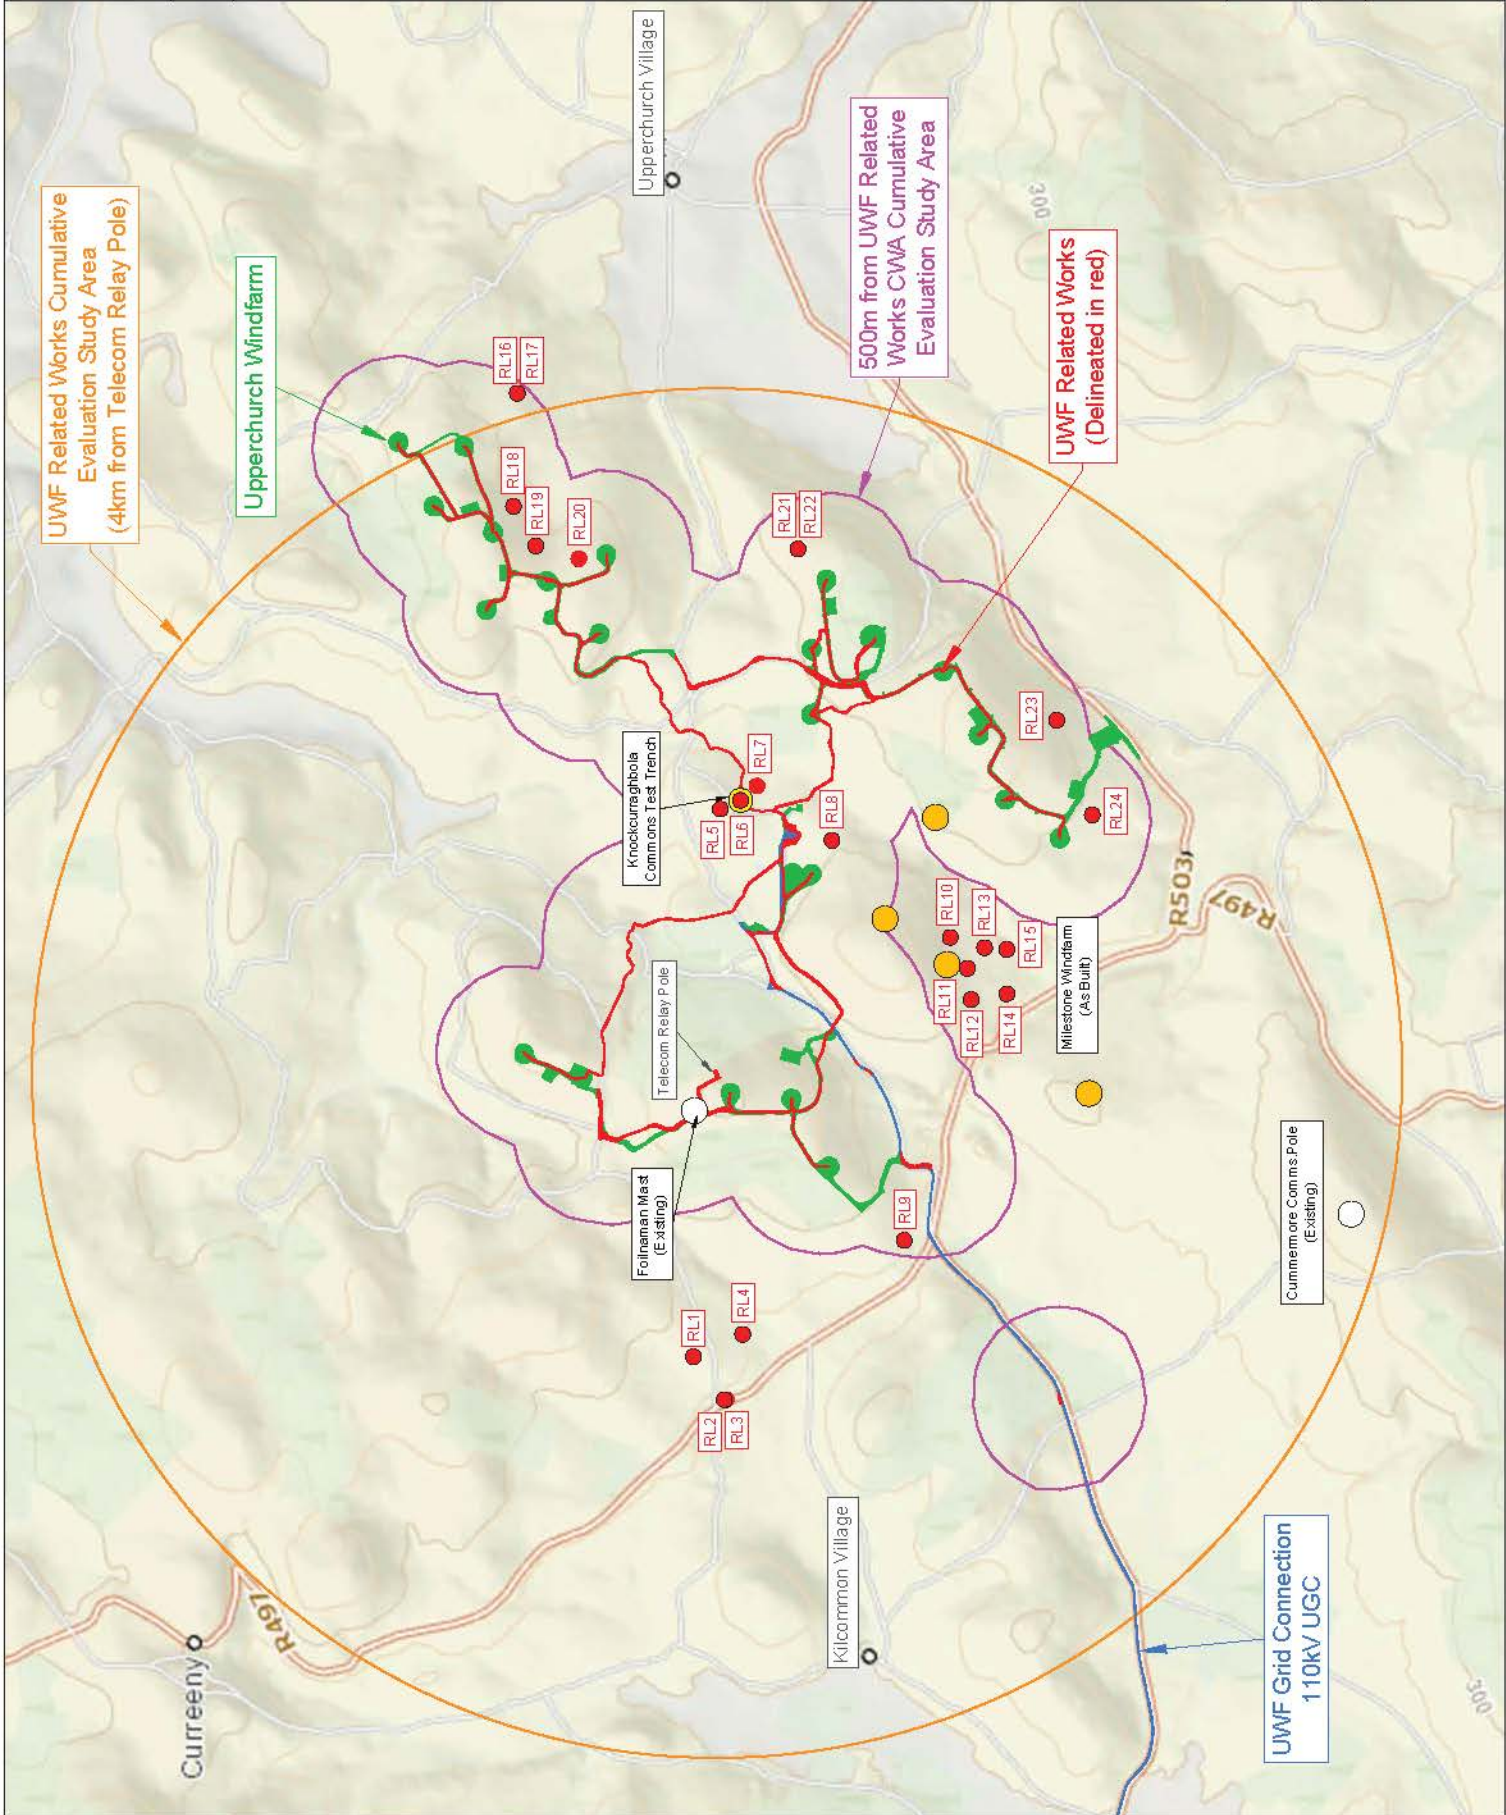 UWF Related Works Cumulative
Evaluation Study Area
(4km from Telecom Relay Pole)
Upperchurch Windfarm
Upperchurch Village
500m from UWF Related
Works CWA Cumulative
Evaluation Study Area
UWF Related Works
(Delineated in red)
300
RL16
RL17
RL18
RL19
RL20
RL21
RL22
RL23
RL24
Knockcurraghbola
Commons Test Trench
RL5
RL6
RL7
RL8
RL10
RL13
RL15
RL11
RL12
RL14
R503
R497
Milestone Windfarm
(As Built)
Telecom Relay Pole
Foilnaman Mast
(Existing)
RL9
Cummermore Comms.Pole
(Existing)
RL1
RL4
RL2
RL3
Kilcommon Village
Curreeny
R497
UWF Grid Connection
110kV UGC
300